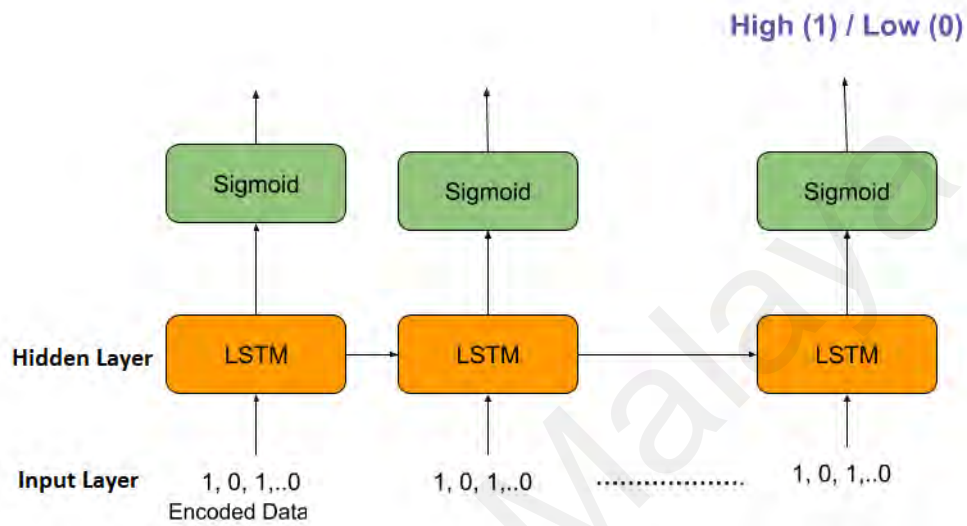 High (1) / Low (0)
Sigmoid
Sigmoid
Sigmoid
Hidden Layer
LSTM
LSTM
LSTM
Input Layer
1, 0, 1,..0
1, 0, 1,..0
.....................
1, 0, 1,..0
Encoded Data
Malaya